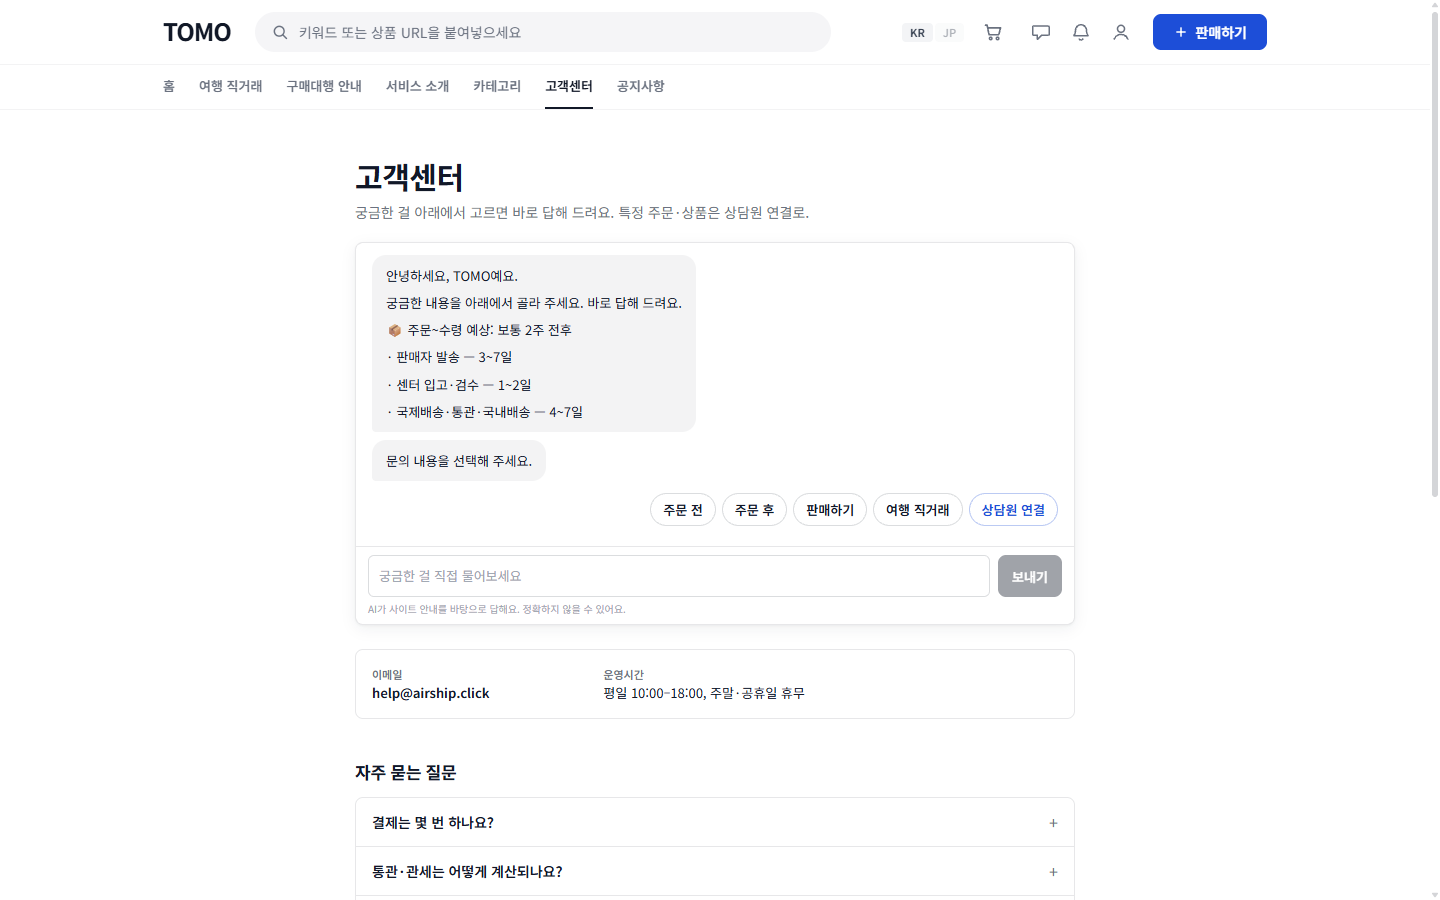 TOMO
키워드 또는 상품 URL을 붙여넣으세요
KR JP
+ 판매하기
홈 여행 직거래 구매대행 안내 서비스 소개 카테고리 고객센터 공지사항
고객센터
궁금한 걸 아래에서 고르면 바로 답해 드려요. 특정 주문·상품은 상담원 연결로.
안녕하세요, TOMO예요.
궁금한 내용을 아래에서 골라 주세요. 바로 답해 드려요.
📦 주문~수령 예상: 보통 2주 전후
· 판매자 발송 — 3~7일
· 센터 입고·검수 — 1~2일
· 국제배송·통관·국내배송 — 4~7일
문의 내용을 선택해 주세요.
주문 전 주문 후 판매하기 여행 직거래 상담원 연결
궁금한 걸 직접 물어보세요
보내기
AI가 사이트 안내를 바탕으로 답해요. 정확하지 않을 수 있어요.
이메일
help@airship.click
운영시간
평일 10:00–18:00, 주말·공휴일 휴무
자주 묻는 질문
결제는 몇 번 하나요? +
통관·관세는 어떻게 계산되나요? +